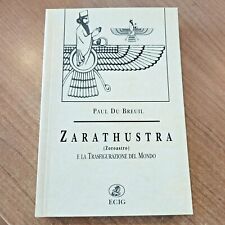 PAUL DU BREUIL
ZARATHUSTRA
(Zoroastro)
E LA TRASFIGURAZIONE DEL MONDO
ECIG